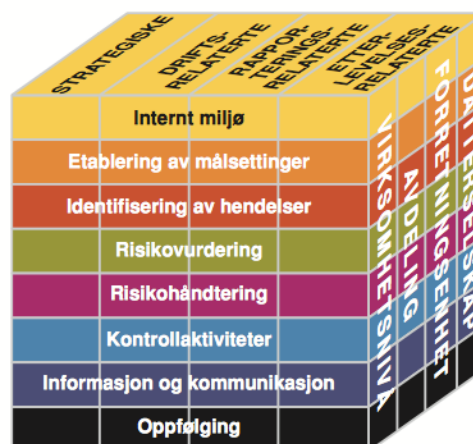 STRATEGISKE
DRIFTS-
RELATERTE
RAPPOR-
TERINGS-
RELATERTE
ETTER-
LEVELSES-
RELATERTE
Internt miljø
Etablering av målsettinger
Identifisering av hendelser
Risikovurdering
Risikohåndtering
Kontrollaktiviteter
Informasjon og kommunikasjon
Oppfølging
VIRKSOMHETSNIVÅ
AVDELING
FORRETNINGSENHET
DATTERSELSKAP